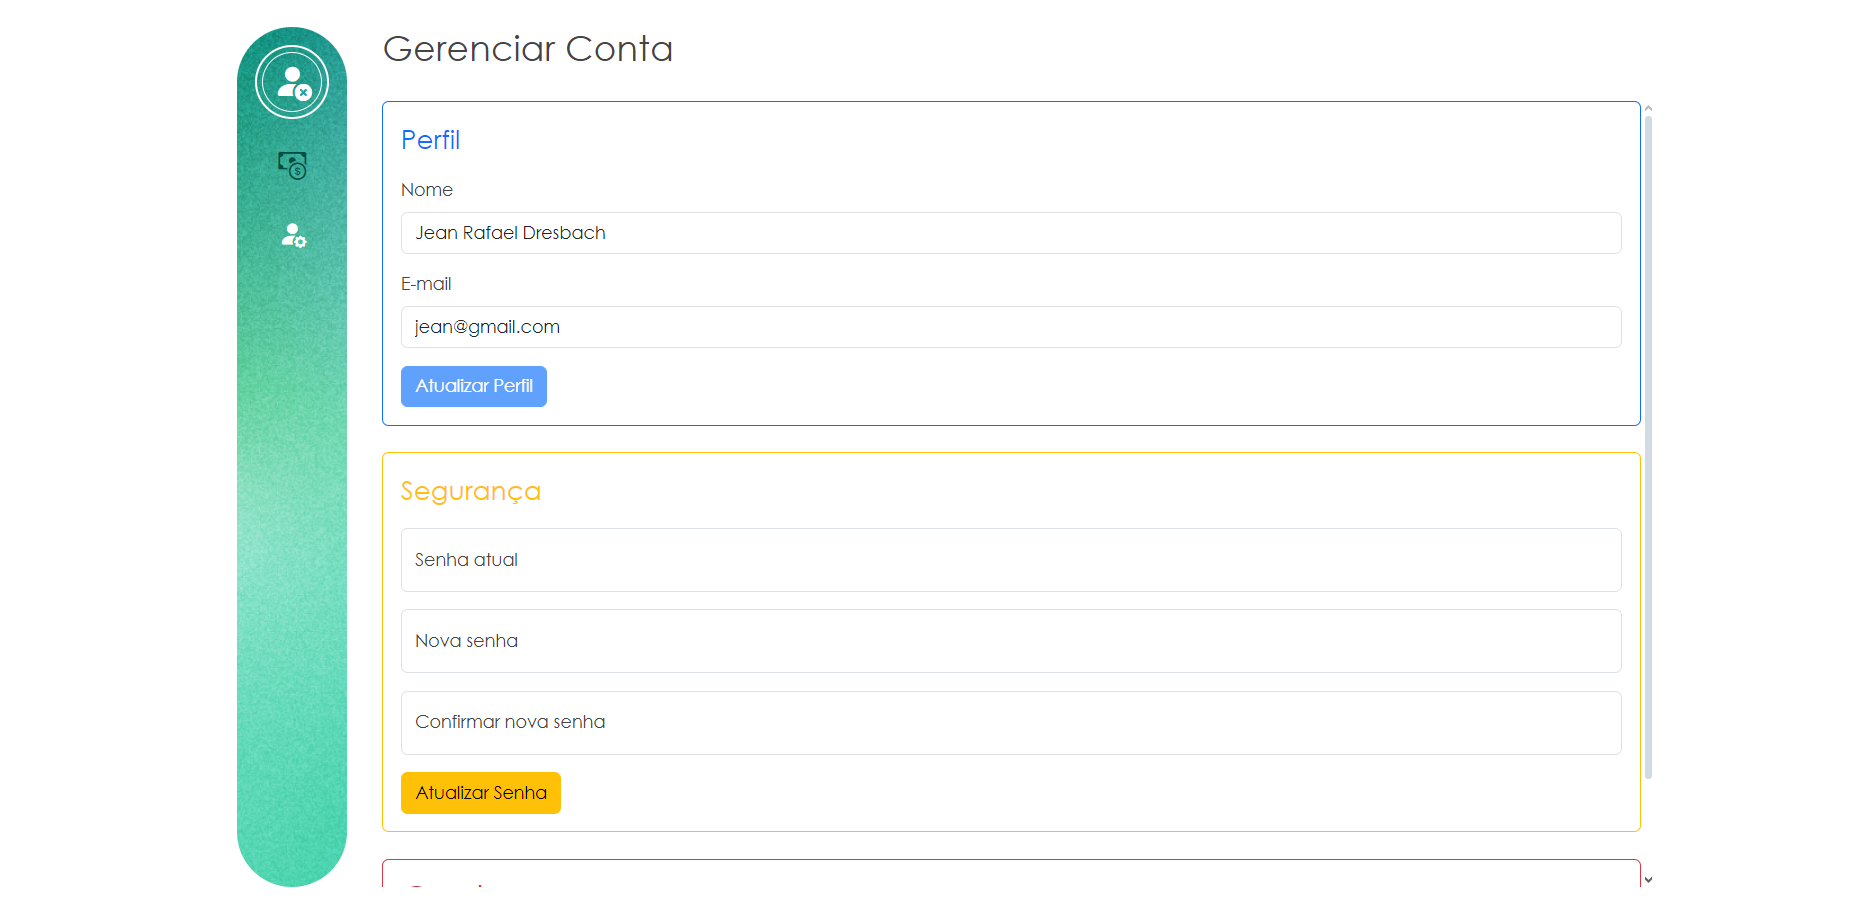 Gerenciar Conta
Perfil
Nome
Jean Rafael Dresbach
E-mail
jean@gmail.com
Atualizar Perfil
Segurança
Senha atual
Nova senha
Confirmar nova senha
Atualizar Senha